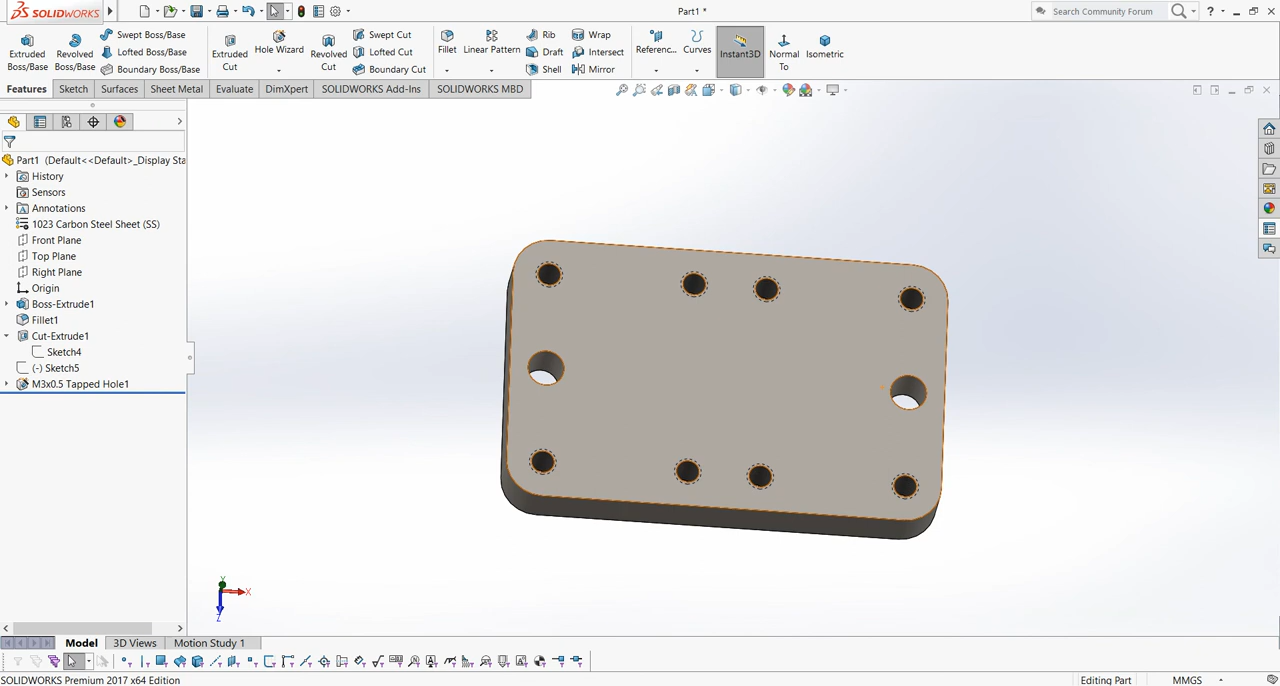 SOLIDWORKS
Part1 *
Search Community Forum
?
Extruded Boss/Base
Revolved Boss/Base
Swept Boss/Base
Lofted Boss/Base
Boundary Boss/Base
Extruded Cut
Hole Wizard
Revolved Cut
Swept Cut
Lofted Cut
Boundary Cut
Fillet
Linear Pattern
Rib
Draft
Shell
Wrap
Intersect
Mirror
Referenc...
Curves
Instant3D
Normal To
Isometric
Features
Sketch
Surfaces
Sheet Metal
Evaluate
DimXpert
SOLIDWORKS Add-Ins
SOLIDWORKS MBD
Part1 (Default<<Default>_Display Sta
History
Sensors
Annotations
1023 Carbon Steel Sheet (SS)
Front Plane
Top Plane
Right Plane
Origin
Boss-Extrude1
Fillet1
Cut-Extrude1
Sketch4
(-) Sketch5
M3x0.5 Tapped Hole1
Y
X
Z
Model
3D Views
Motion Study 1
SOLIDWORKS Premium 2017 x64 Edition
Editing Part
MMGS